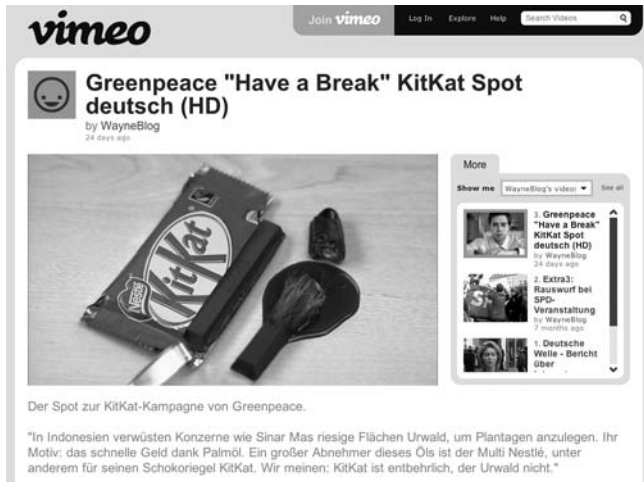 vimeo
Join vimeo
Log In
Explore
Help
Search Videos
Greenpeace "Have a Break" KitKat Spot
deutsch (HD)
by WayneBlog
24 days ago
Nestlé
KitKat
More
Show me
WayneBlog's videos
See all
3. Greenpeace
"Have a Break"
KitKat Spot
deutsch (HD)
by WayneBlog
24 days ago
2. Extra3:
Rauswurf bei
SPD-
Veranstaltung
by WayneBlog
7 months ago
1. Deutsche
Welle - Bericht
über
Der Spot zur KitKat-Kampagne von Greenpeace.
"In Indonesien verwüsten Konzerne wie Sinar Mas riesige Flächen Urwald, um Plantagen anzulegen. Ihr
Motiv: das schnelle Geld dank Palmöl. Ein großer Abnehmer dieses Öls ist der Multi Nestlé, unter
anderem für seinen Schokoriegel KitKat. Wir meinen: KitKat ist entbehrlich, der Urwald nicht."